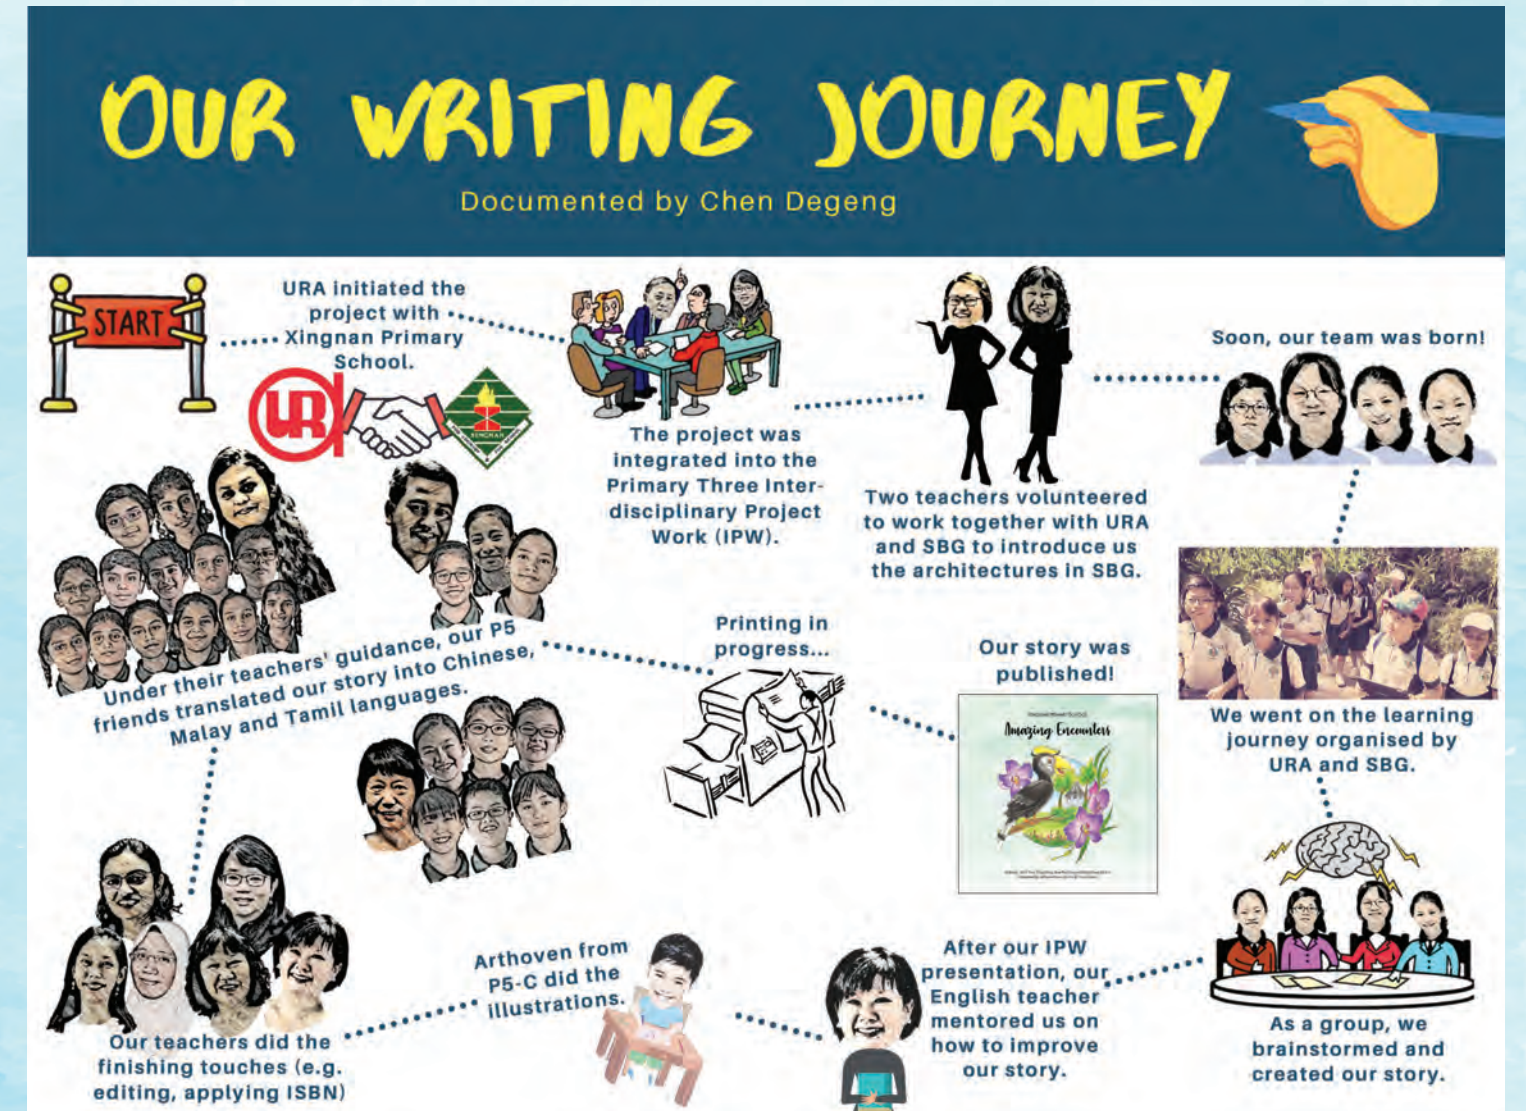 OUR WRITING JOURNEY
Documented by Chen Degeng
START
URA initiated the
project with
Xingnan Primary
School.
UR
XINGNAN
The project was
integrated into the
Primary Three Inter-
disciplinary Project
Work (IPW).
Two teachers volunteered
to work together with URA
and SBG to introduce us
the architectures in SBG.
Soon, our team was born!
We went on the learning
journey organised by
URA and SBG.
As a group, we
brainstormed and
created our story.
After our IPW
presentation, our
English teacher
mentored us on
how to improve
our story.
Arthoven from
P5-C did the
illustrations.
Our teachers did the
finishing touches (e.g.
editing, applying ISBN)
Under their teachers' guidance, our P5
friends translated our story into Chinese,
Malay and Tamil languages.
Printing in
progress...
Our story was
published!
Amazing Encounters